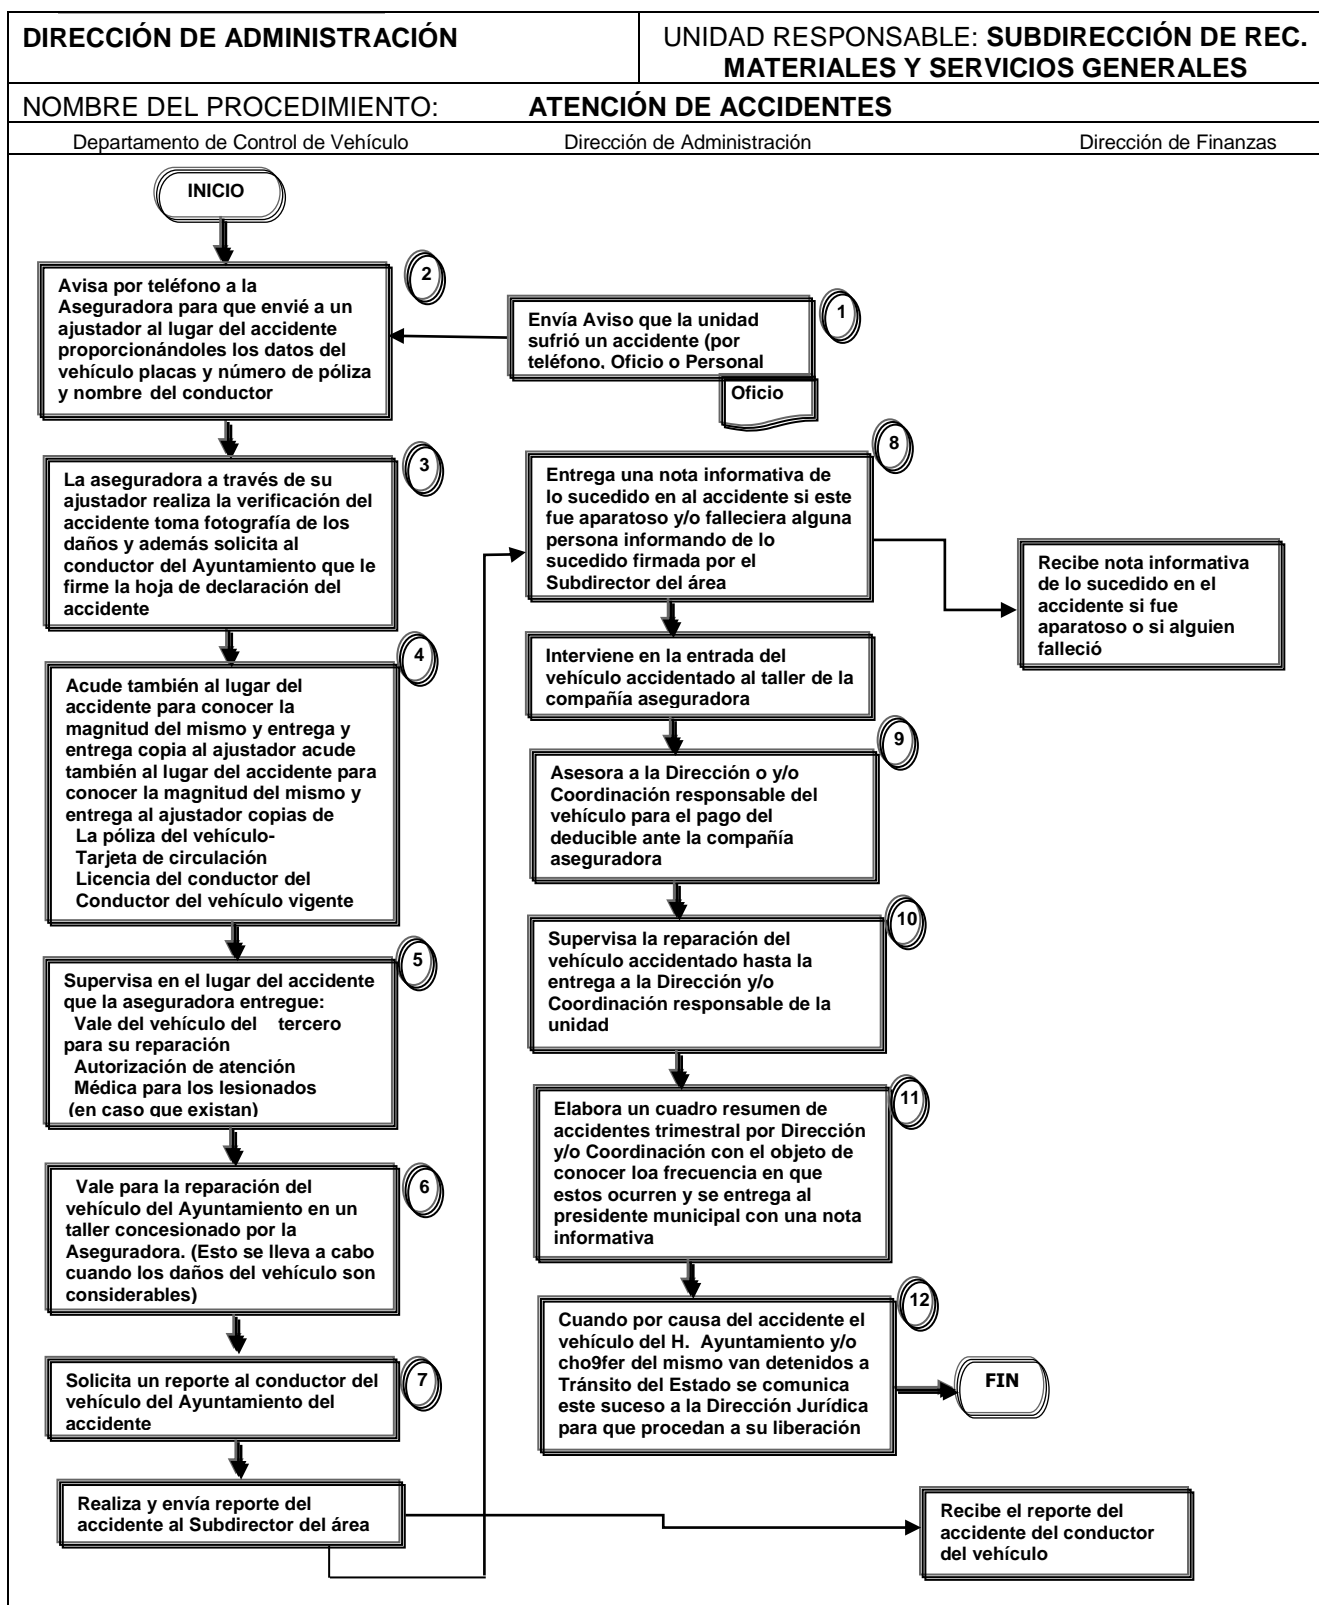 DIRECCIÓN DE ADMINISTRACIÓN
UNIDAD RESPONSABLE: SUBDIRECCIÓN DE REC.
MATERIALES Y SERVICIOS GENERALES
NOMBRE DEL PROCEDIMIENTO: ATENCIÓN DE ACCIDENTES
Departamento de Control de Vehículo
Dirección de Administración
Dirección de Finanzas
INICIO
2
Avisa por teléfono a la
Aseguradora para que envié a un
ajustador al lugar del accidente
proporcionándoles los datos del
vehículo placas y número de póliza
y nombre del conductor
1
Envía Aviso que la unidad
sufrió un accidente (por
teléfono, Oficio o Personal
Oficio
3
La aseguradora a través de su
ajustador realiza la verificación del
accidente toma fotografía de los
daños y además solicita al
conductor del Ayuntamiento que le
firme la hoja de declaración del
accidente
4
Acude también al lugar del
accidente para conocer la
magnitud del mismo y entrega y
entrega copia al ajustador acude
también al lugar del accidente para
conocer la magnitud del mismo y
entrega al ajustador copias de
La póliza del vehículo-
Tarjeta de circulación
Licencia del conductor del
Conductor del vehículo vigente
5
Supervisa en el lugar del accidente
que la aseguradora entregue:
Vale del vehículo del tercero
para su reparación
Autorización de atención
Médica para los lesionados
(en caso que existan)
6
Vale para la reparación del
vehículo del Ayuntamiento en un
taller concesionado por la
Aseguradora. (Esto se lleva a cabo
cuando los daños del vehículo son
considerables)
7
Solicita un reporte al conductor del
vehículo del Ayuntamiento del
accidente
Realiza y envía reporte del
accidente al Subdirector del área
8
Entrega una nota informativa de
lo sucedido en al accidente si este
fue aparatoso y/o falleciera alguna
persona informando de lo
sucedido firmada por el
Subdirector del área
Recibe nota informativa
de lo sucedido en el
accidente si fue
aparatoso o si alguien
falleció
Interviene en la entrada del
vehículo accidentado al taller de la
compañía aseguradora
9
Asesora a la Dirección o y/o
Coordinación responsable del
vehículo para el pago del
deducible ante la compañía
aseguradora
10
Supervisa la reparación del
vehículo accidentado hasta la
entrega a la Dirección y/o
Coordinación responsable de la
unidad
11
Elabora un cuadro resumen de
accidentes trimestral por Dirección
y/o Coordinación con el objeto de
conocer loa frecuencia en que
estos ocurren y se entrega al
presidente municipal con una nota
informativa
12
Cuando por causa del accidente el
vehículo del H. Ayuntamiento y/o
cho9fer del mismo van detenidos a
Tránsito del Estado se comunica
este suceso a la Dirección Jurídica
para que procedan a su liberación
FIN
Recibe el reporte del
accidente del conductor
del vehículo